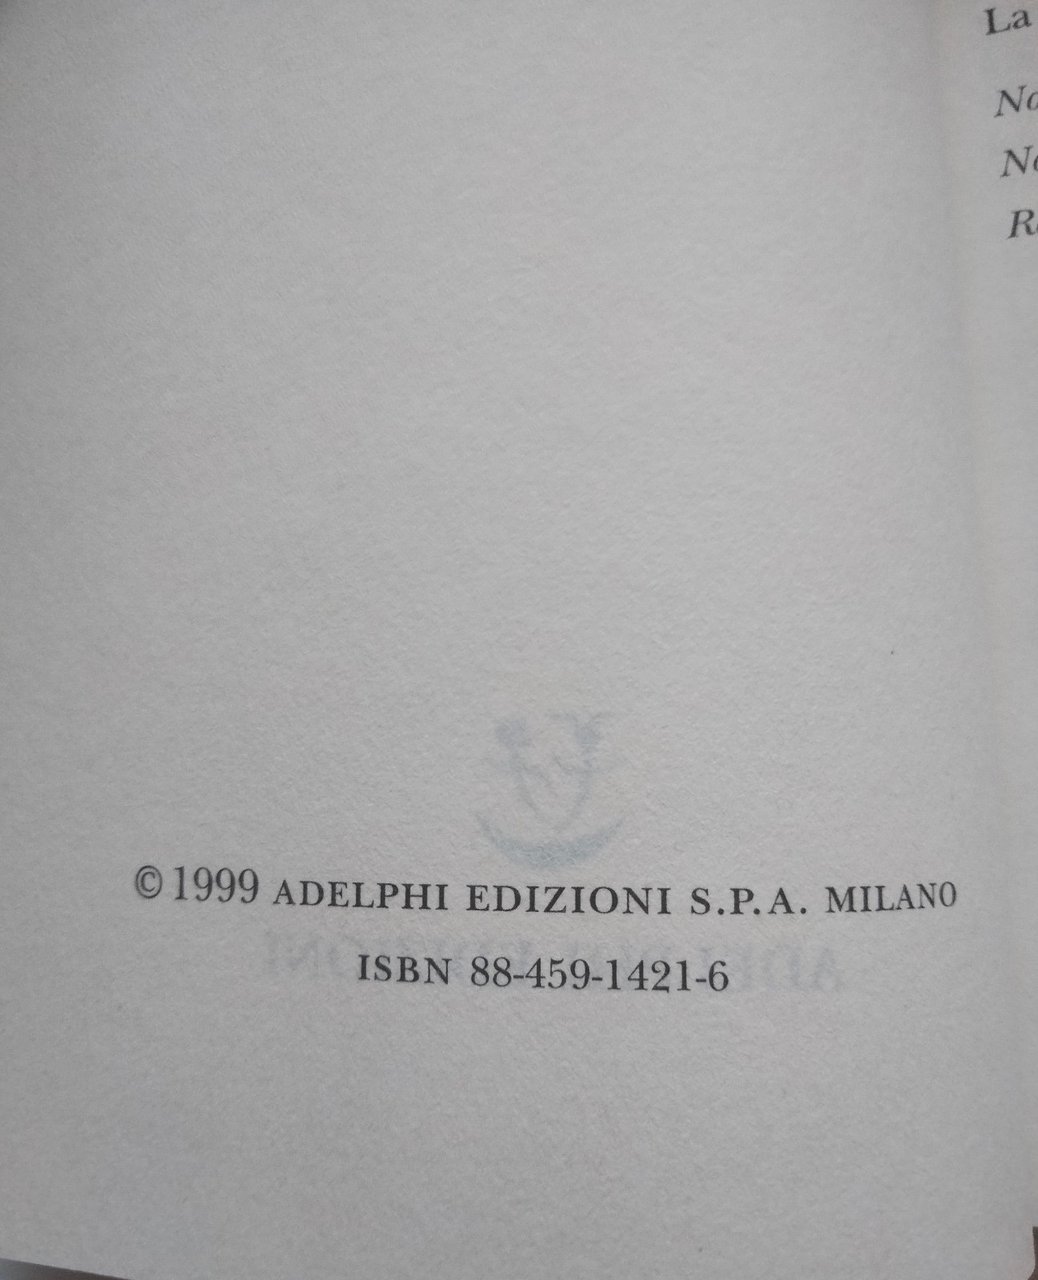 © 1999 ADELPHI EDIZIONI S.P.A. MILANO
ISBN 88-459-1421-6
La